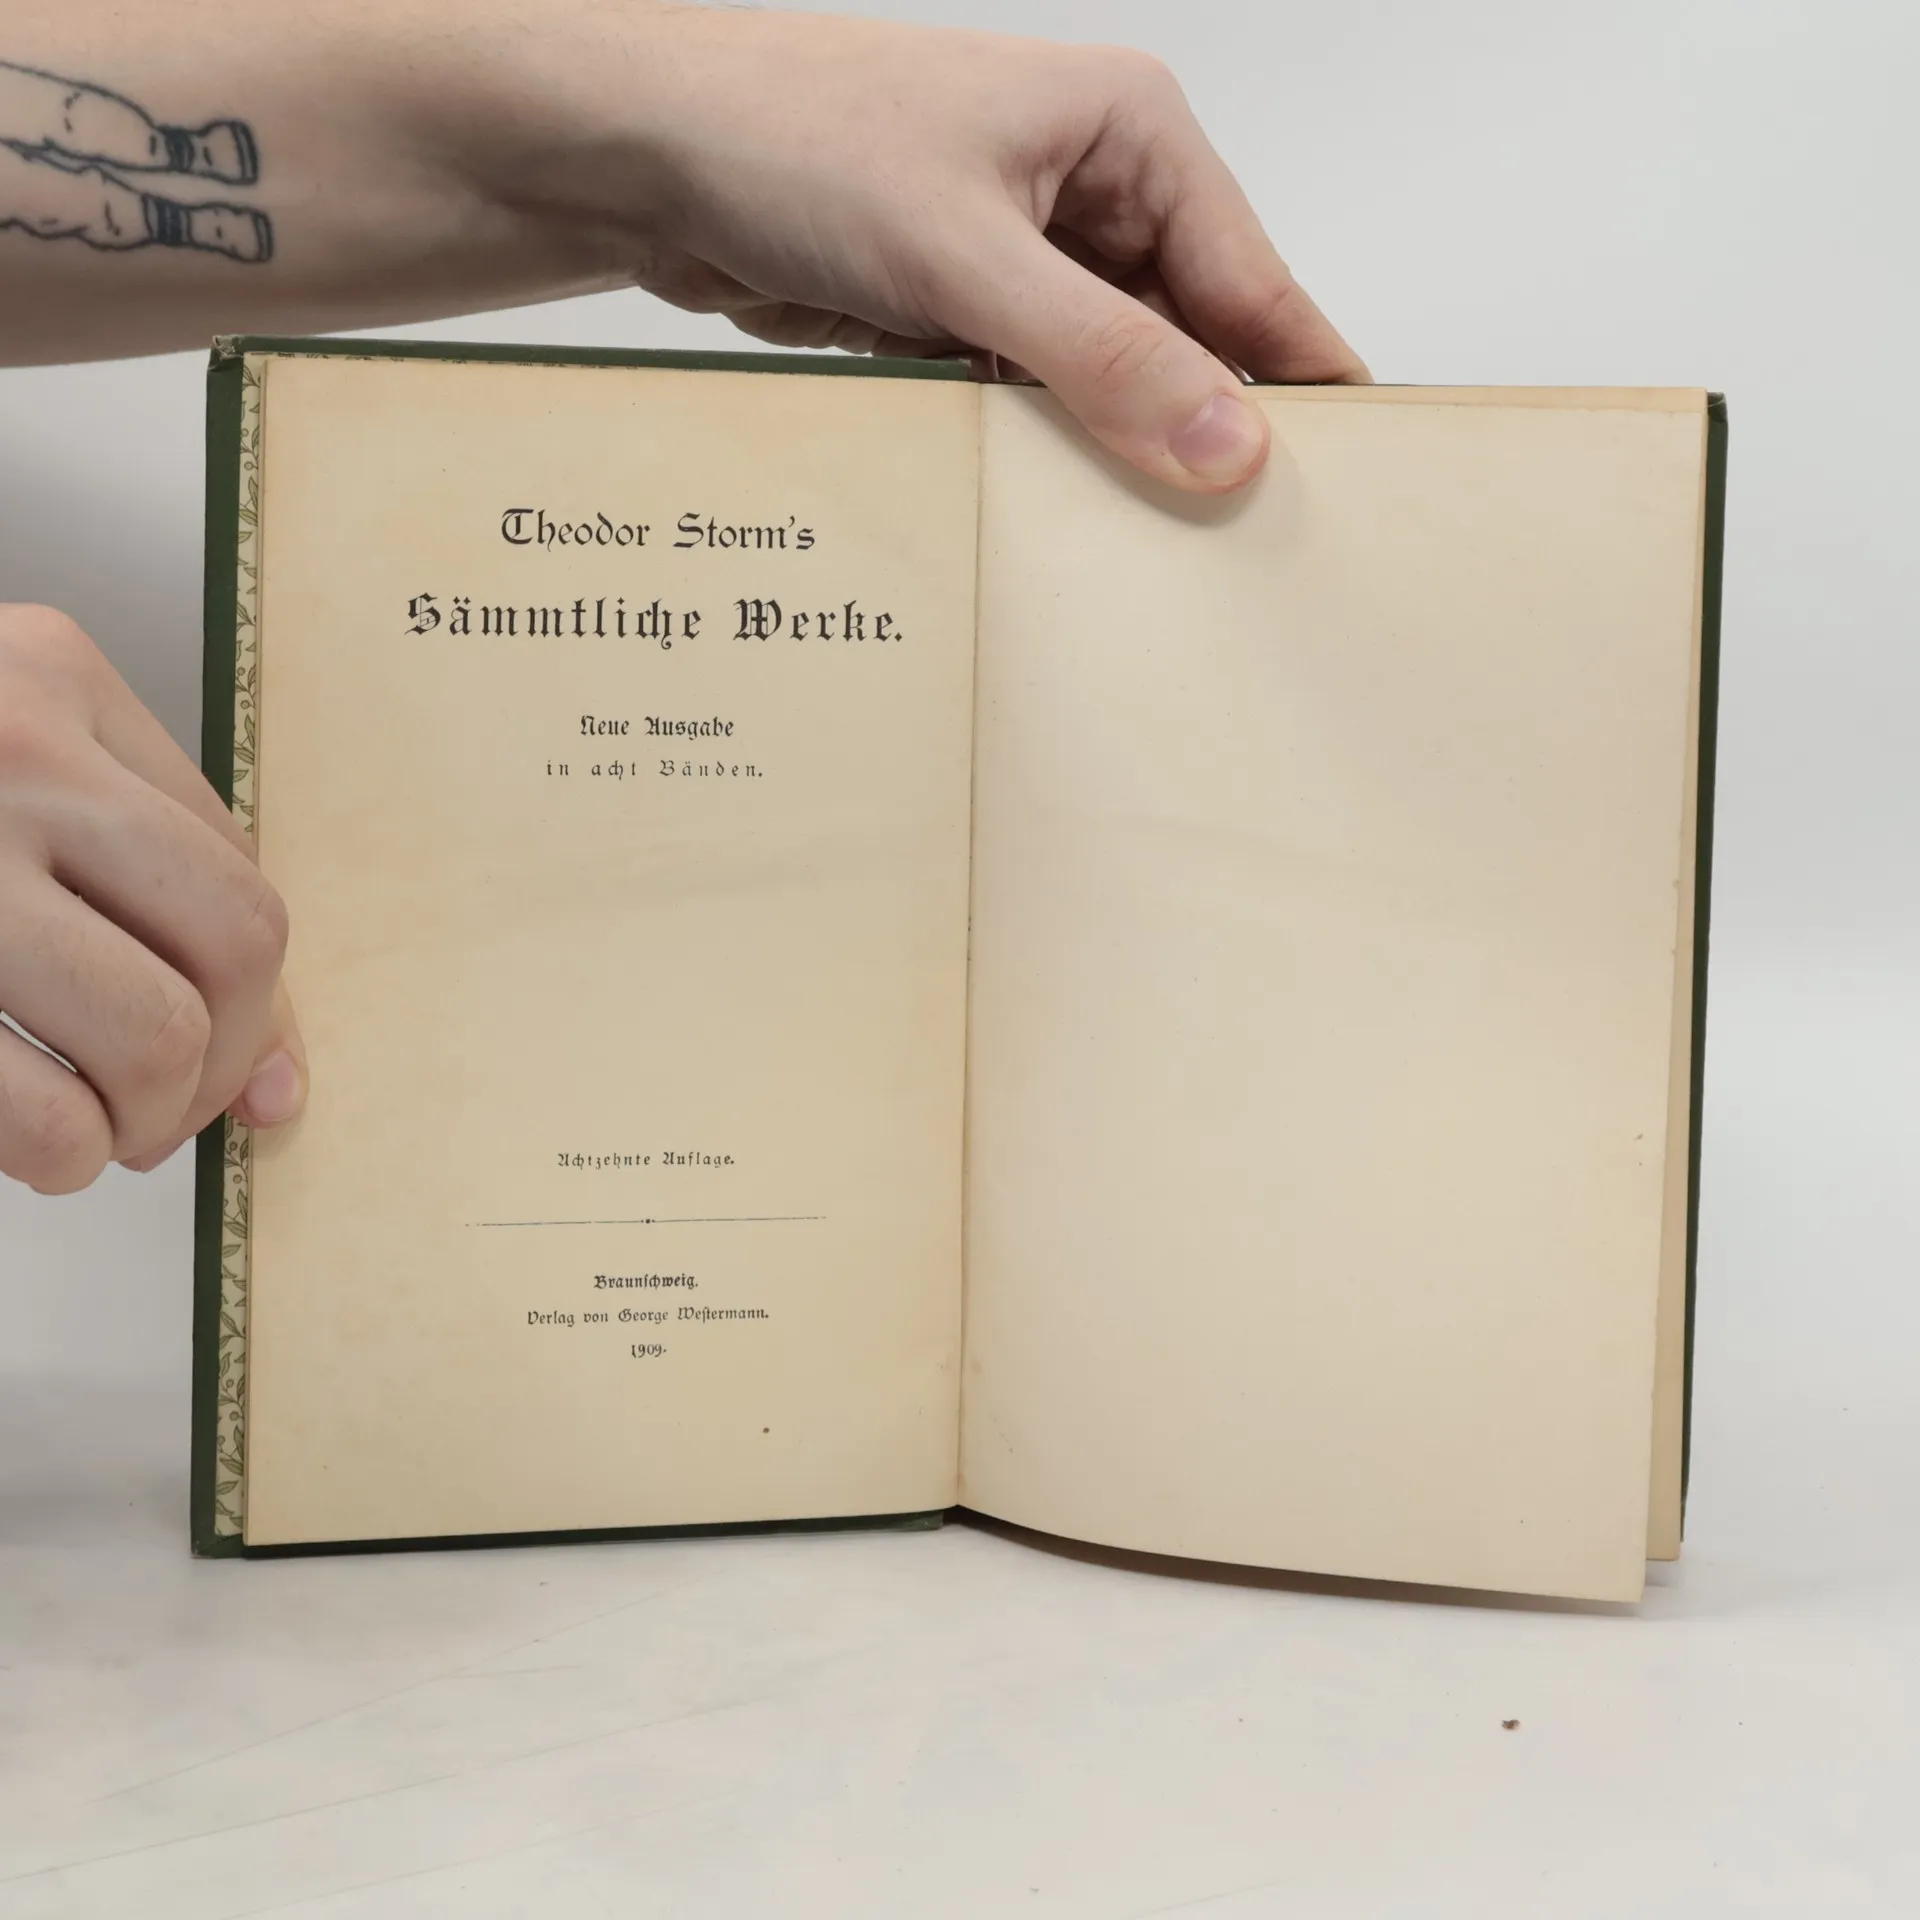 Theodor Storm's
Sämmtliche Werke.
Neue Ausgabe
in acht Bänden.
Achtzehnte Auflage.
Braunſchweig.
Verlag von George Weſtermann.
1909.